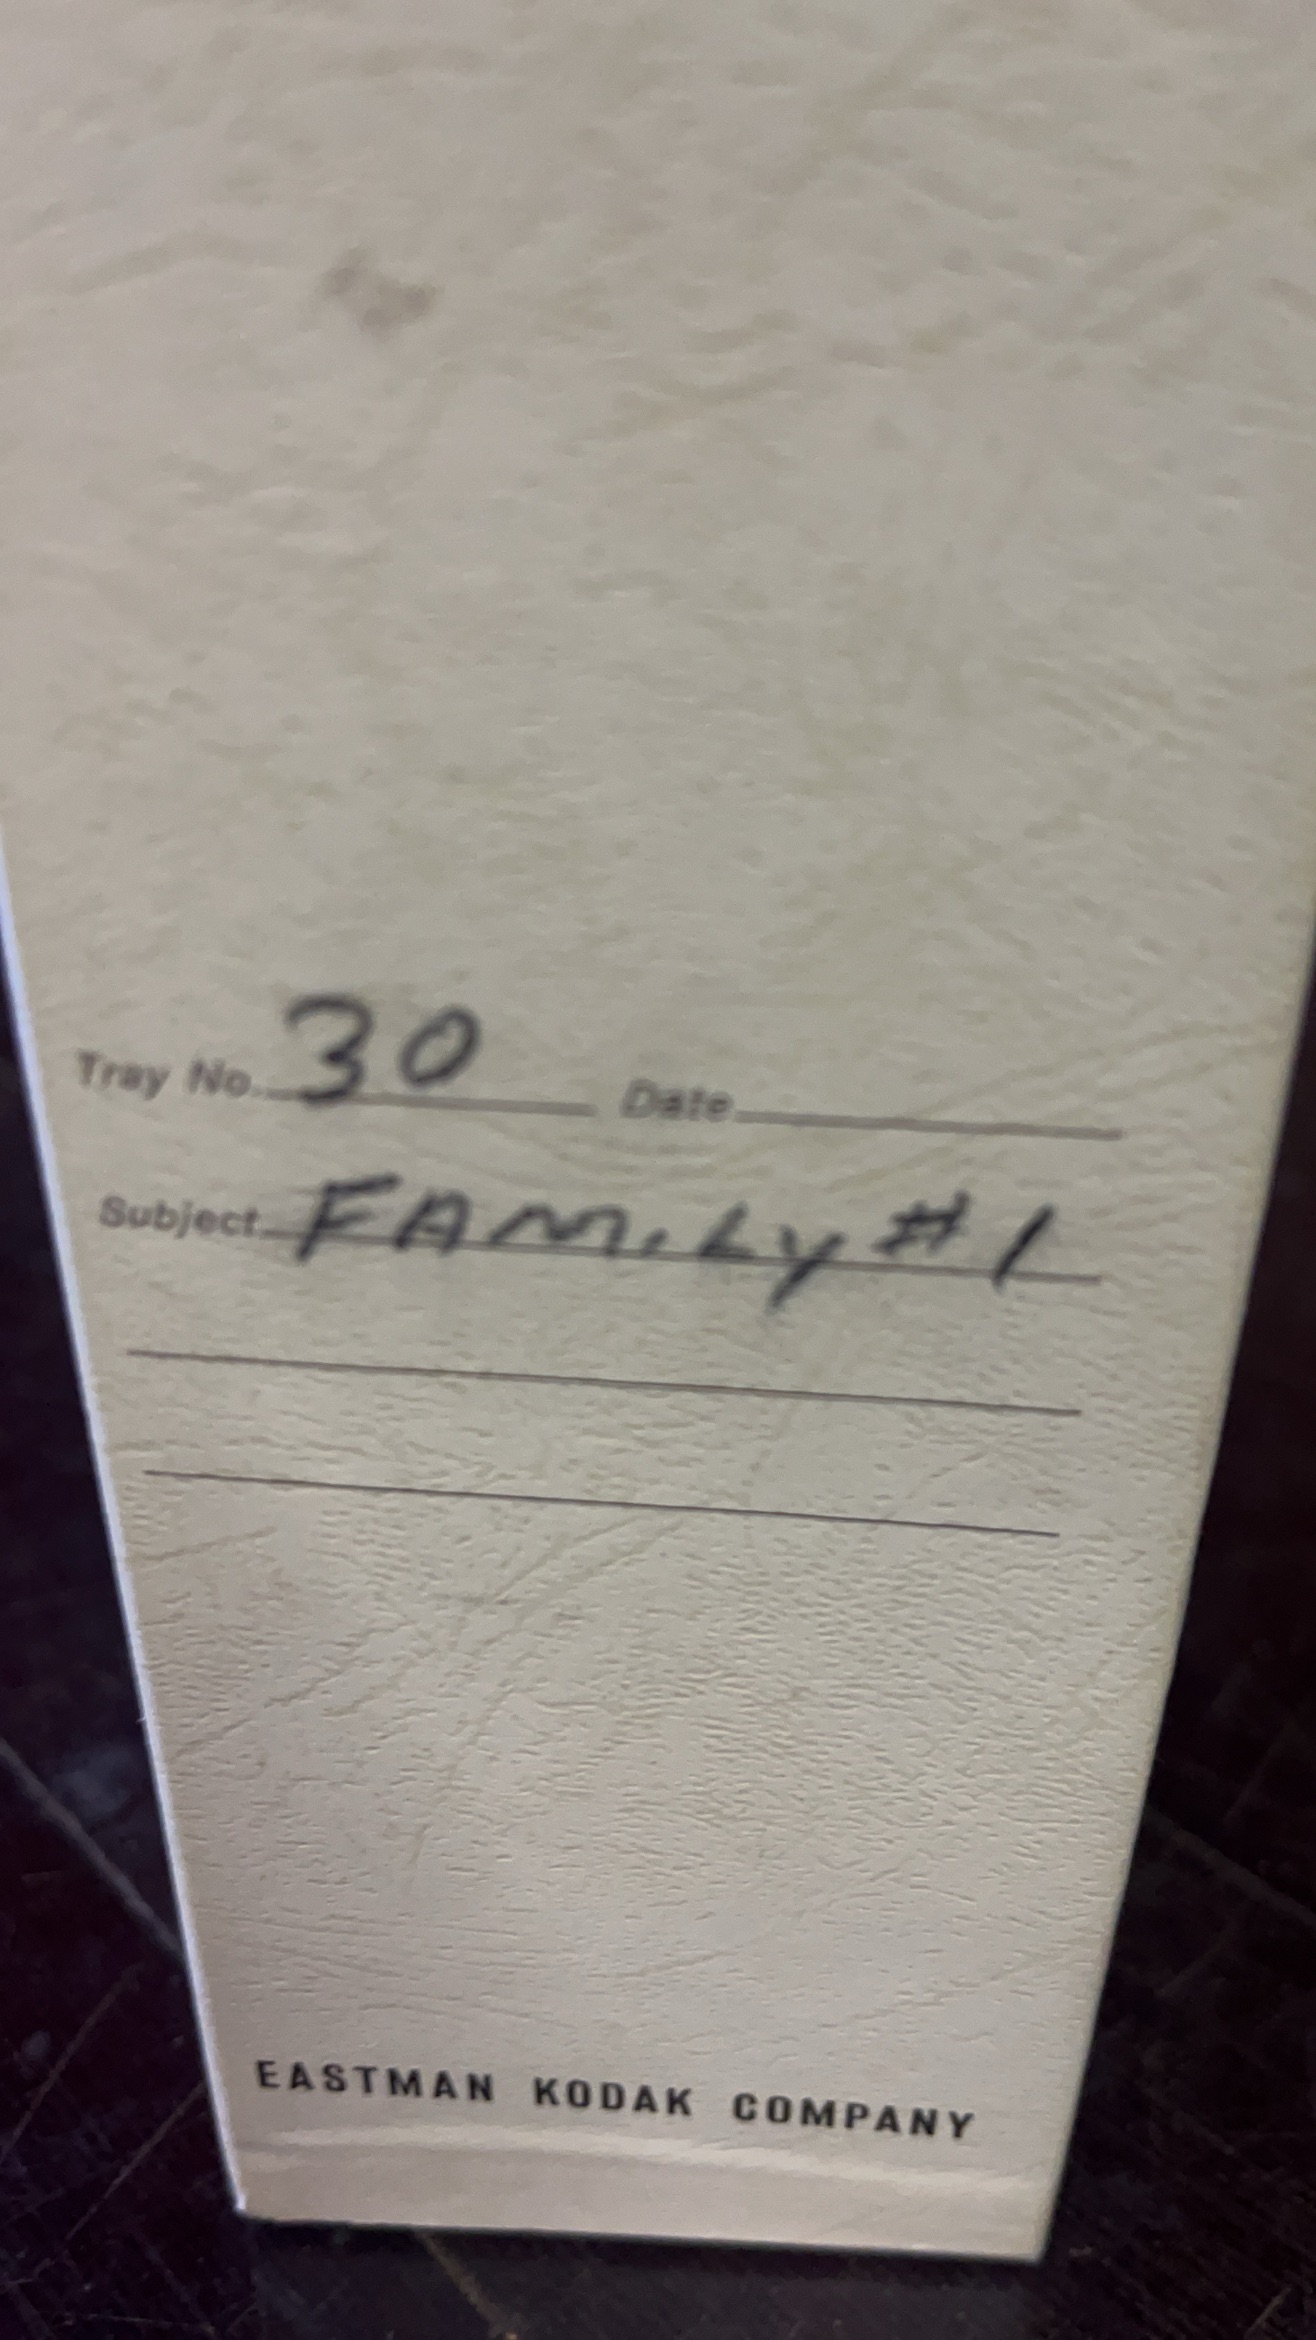 Tray No. 30 Date
Subject FAMiLy #1
EASTMAN KODAK COMPANY